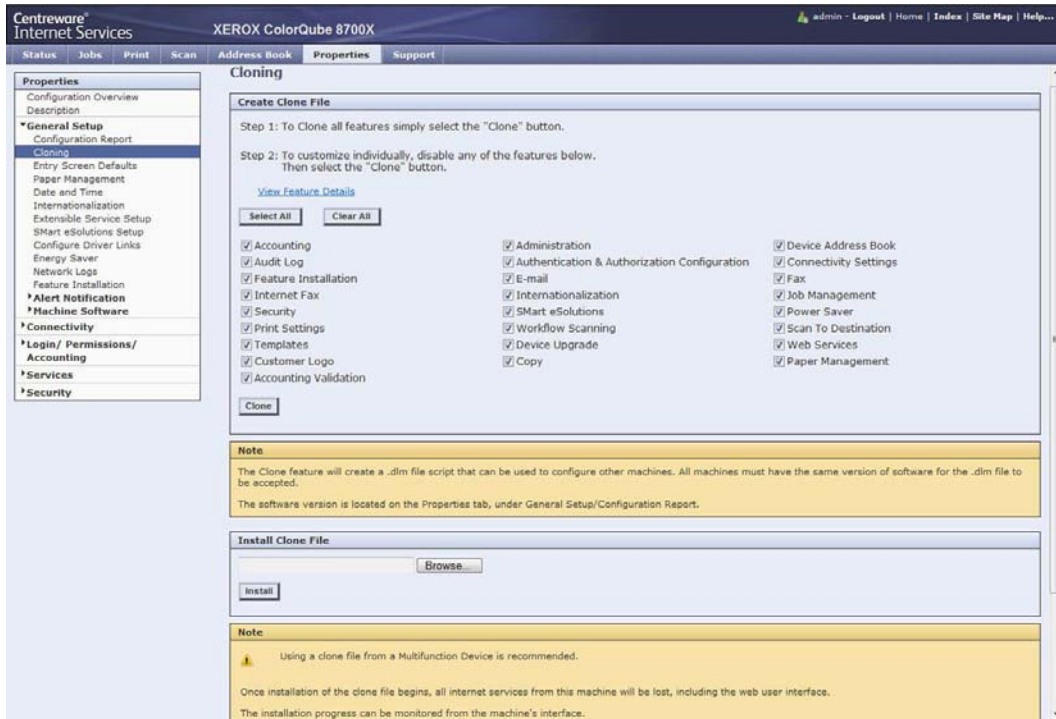 Centreware®
Internet Services
XEROX ColorQube 8700X
admin - Logout | Home | Index | Site Map | Help...
Status Jobs Print Scan Address Book Properties Support
Properties
Configuration Overview
Description
General Setup
Configuration Report
Cloning
Entry Screen Defaults
Paper Management
Date and Time
Internationalization
Extensible Service Setup
SMart eSolutions Setup
Configure Driver Links
Energy Saver
Network Logs
Feature Installation
Alert Notification
Machine Software
Connectivity
Login/ Permissions/
Accounting
Services
Security
Cloning
Create Clone File
Step 1: To Clone all features simply select the "Clone" button.
Step 2: To customize individually, disable any of the features below.
Then select the "Clone" button.
View Feature Details
Select All Clear All
Accounting Administration Device Address Book
Audit Log Authentication & Authorization Configuration Connectivity Settings
Feature Installation E-mail Fax
Internet Fax Internationalization Job Management
Security SMart eSolutions Power Saver
Print Settings Workflow Scanning Scan To Destination
Templates Device Upgrade Web Services
Customer Logo Copy Paper Management
Accounting Validation
Clone
Note
The Clone feature will create a .dlm file script that can be used to configure other machines. All machines must have the same version of software for the .dlm file to
be accepted.
The software version is located on the Properties tab, under General Setup/Configuration Report.
Install Clone File
Browse...
Install
Note
Using a clone file from a Multifunction Device is recommended.
Once installation of the clone file begins, all internet services from this machine will be lost, including the web user interface.
The installation progress can be monitored from the machine's interface.